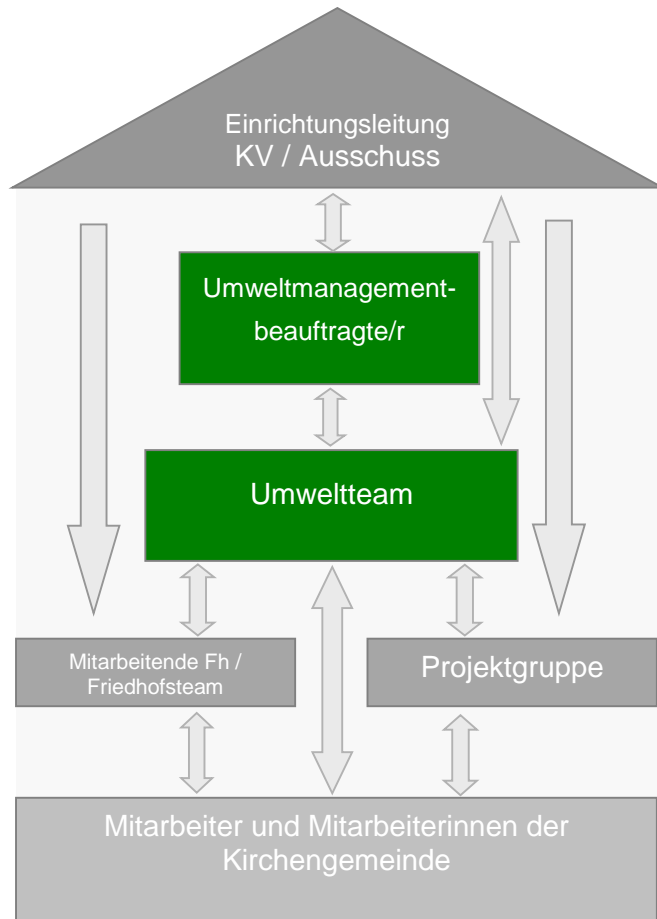 Einrichtungsleitung
KV / Ausschuss
Umweltmanagement-
beauftragte/r
Umweltteam
Mitarbeitende Fh /
Friedhofsteam
Projektgruppe
Mitarbeiter und Mitarbeiterinnen der
Kirchengemeinde